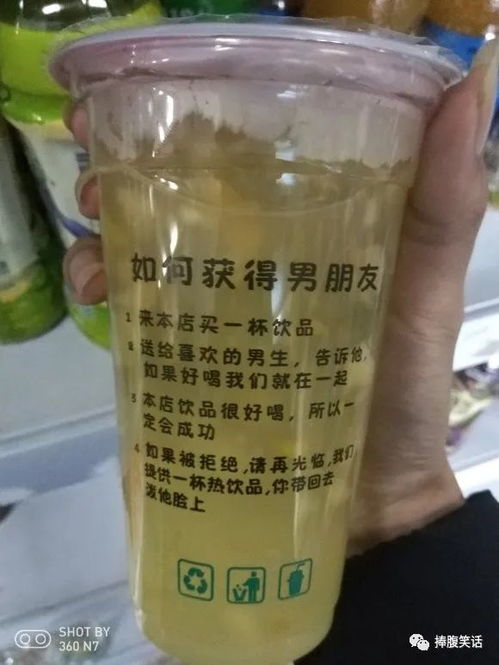 如何获得男朋友
1 来本店买一杯饮品
2 送给喜欢的男生，告诉他，
如果好喝我们就在一起
3 本店饮品很好喝，所以一
定会成功
4 如果被拒绝，请再光临，我们
提供一杯热饮品，你带回去
泼他脸上
SHOT BY
360 N7
捧腹笑话